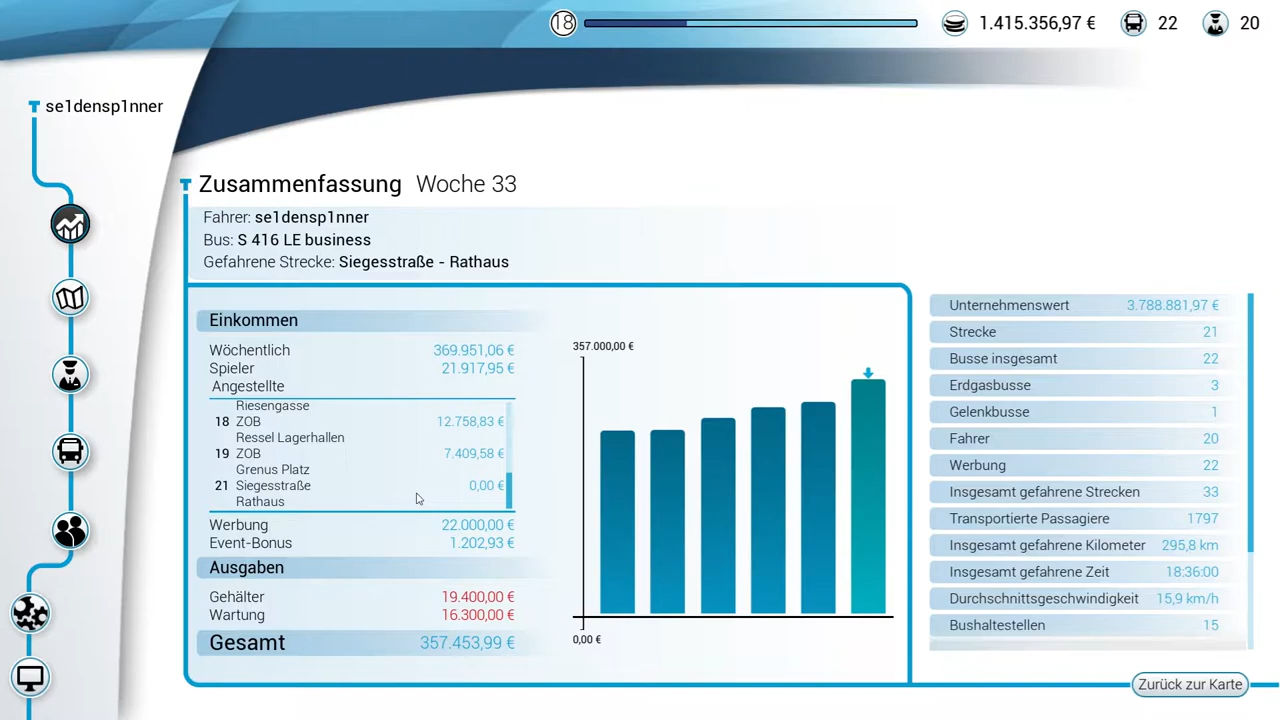 18 1.415.356,97 € 22 20
se1densp1nner
Zusammenfassung Woche 33
Fahrer: se1densp1nner
Bus: S 416 LE business
Gefahrene Strecke: Siegesstraße - Rathaus
Einkommen
Wöchentlich 369.951,06 €
Spieler 21.917,95 €
Angestellte
Riesengasse
18 ZOB 12.758,83 €
Ressel Lagerhallen
19 ZOB 7.409,58 €
Grenus Platz
21 Siegesstraße 0,00 €
Rathaus
Werbung 22.000,00 €
Event-Bonus 1.202,93 €
Ausgaben
Gehälter 19.400,00 €
Wartung 16.300,00 €
Gesamt 357.453,99 €
357.000,00 €
0,00 €
Unternehmenswert 3.788.881,97 €
Strecke 21
Busse insgesamt 22
Erdgasbusse 3
Gelenkbusse 1
Fahrer 20
Werbung 22
Insgesamt gefahrene Strecken 33
Transportierte Passagiere 1797
Insgesamt gefahrene Kilometer 295,8 km
Insgesamt gefahrene Zeit 18:36:00
Durchschnittsgeschwindigkeit 15,9 km/h
Bushaltestellen 15
Zurück zur Karte